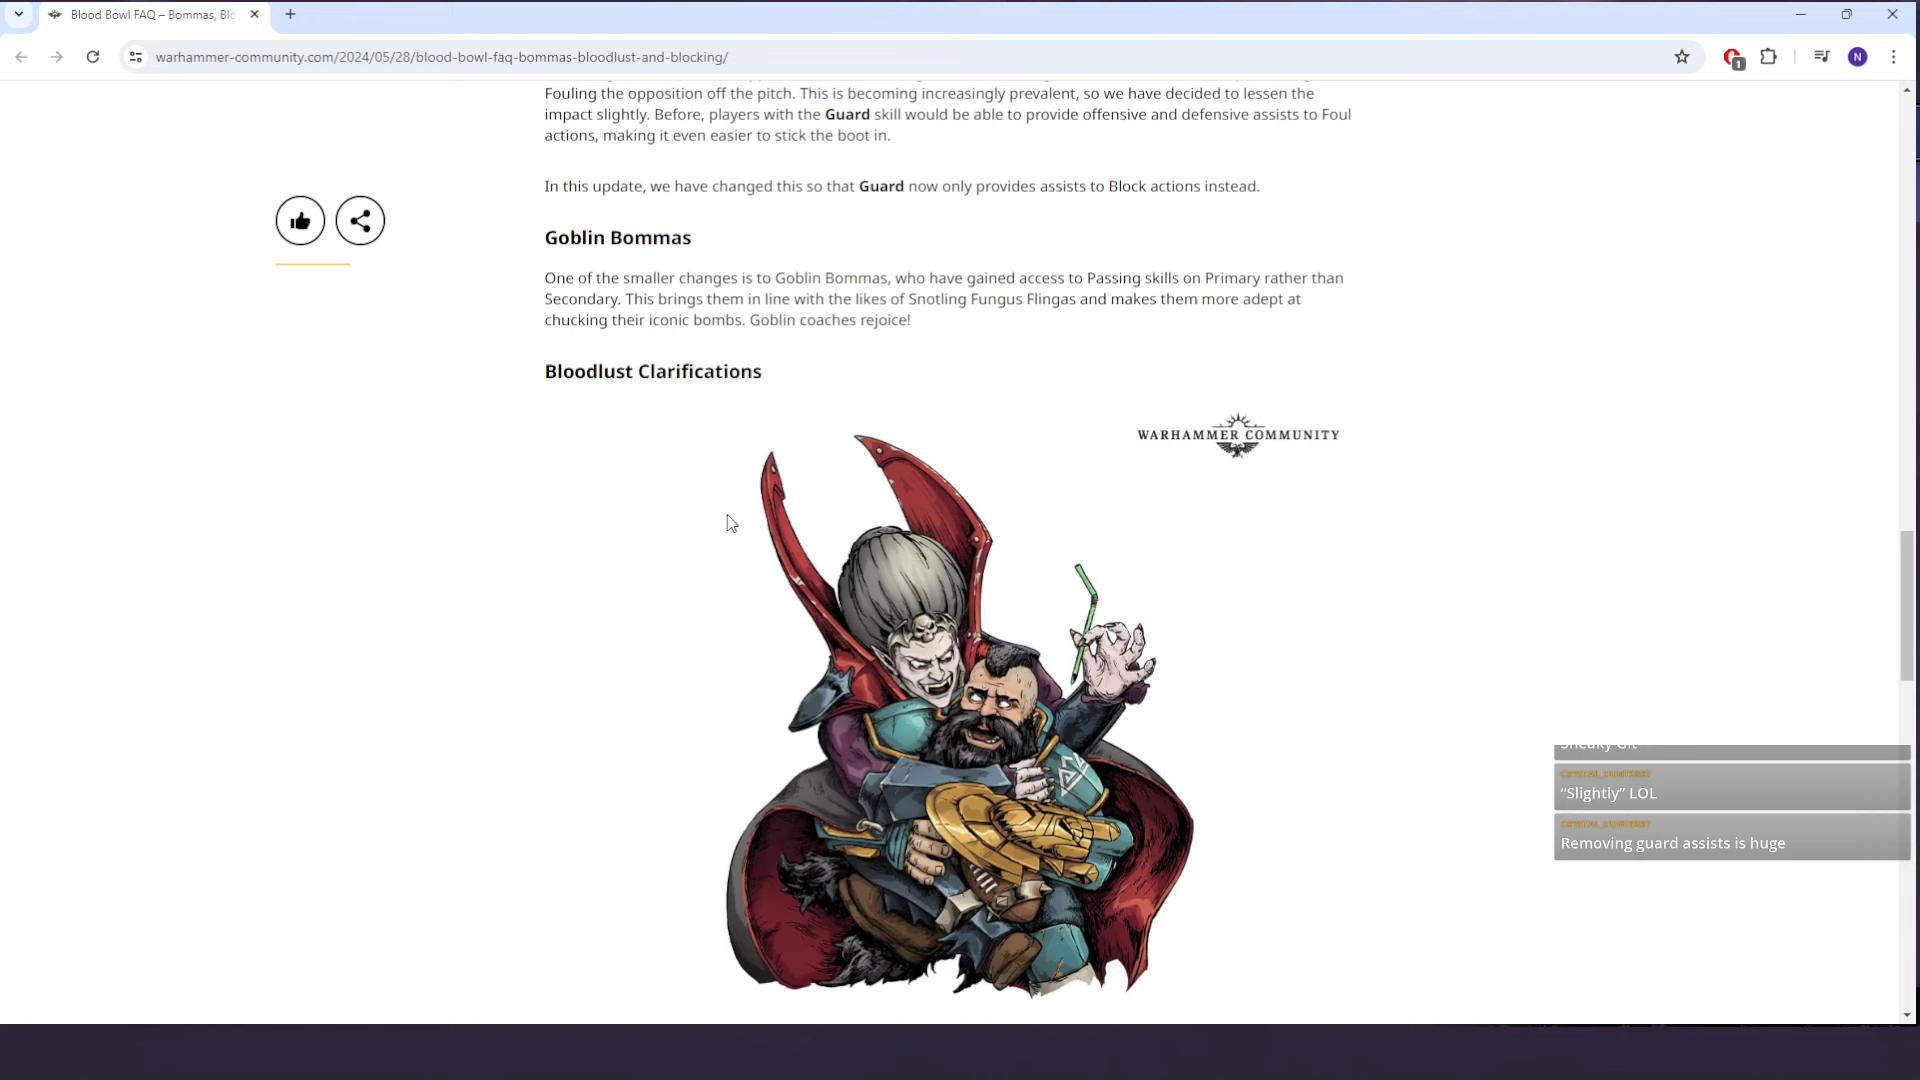 Blood Bowl FAQ – Bommas, Blo
warhammer-community.com/2024/05/28/blood-bowl-faq-bommas-bloodlust-and-blocking/
1
N
Fouling the opposition off the pitch. This is becoming increasingly prevalent, so we have decided to lessen the
impact slightly. Before, players with the Guard skill would be able to provide offensive and defensive assists to Foul
actions, making it even easier to stick the boot in.
In this update, we have changed this so that Guard now only provides assists to Block actions instead.
Goblin Bommas
One of the smaller changes is to Goblin Bommas, who have gained access to Passing skills on Primary rather than
Secondary. This brings them in line with the likes of Snotling Fungus Flingas and makes them more adept at
chucking their iconic bombs. Goblin coaches rejoice!
Bloodlust Clarifications
WARHAMMER COMMUNITY
Sneaky Git
“Slightly” LOL
Removing guard assists is huge